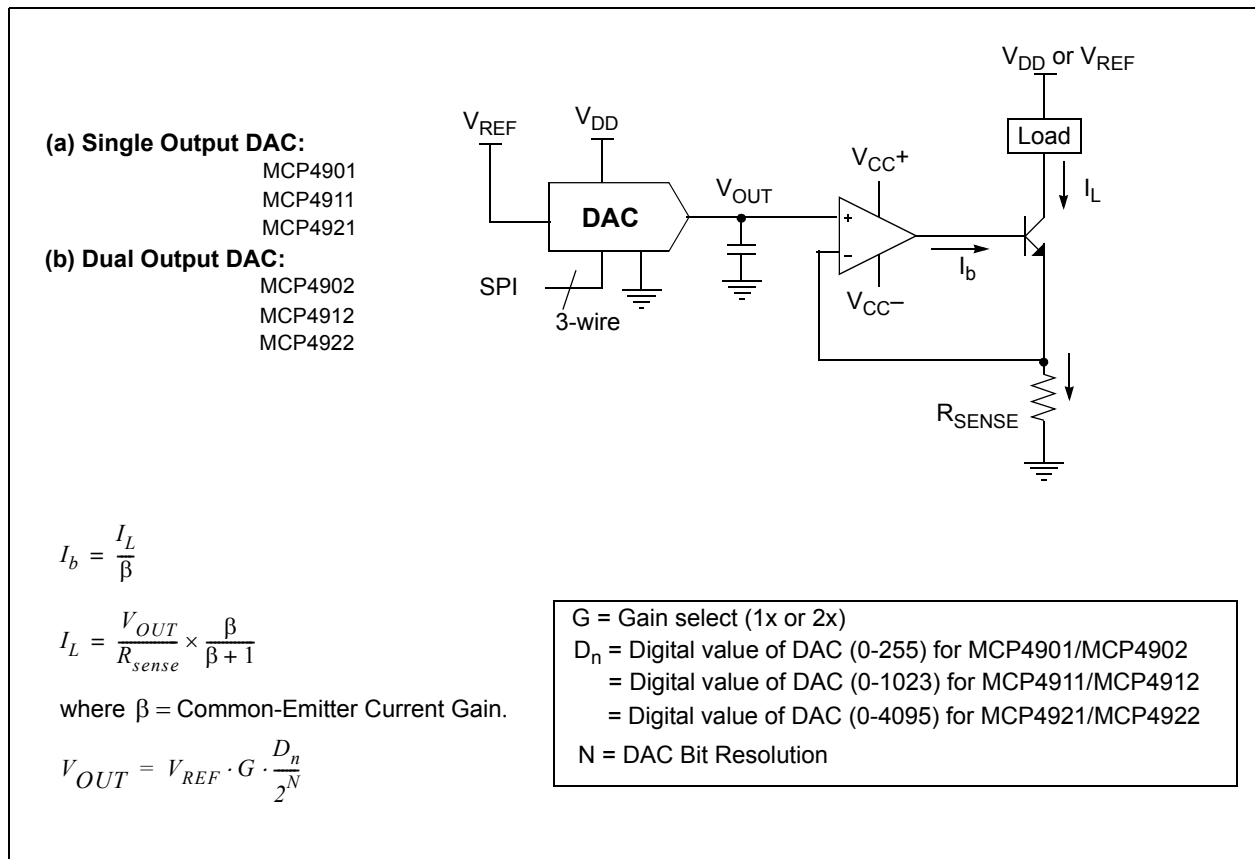 V_DD or V_REF
V_REF
V_DD
(a) Single Output DAC:
MCP4901
MCP4911
MCP4921
(b) Dual Output DAC:
MCP4902
MCP4912
MCP4922
Load
V_CC+
V_OUT
I_L
DAC
+
–
I_b
SPI
V_CC–
3-wire
R_SENSE
I_b = I_L / β
I_L = V_OUT / R_sense × β / β + 1
where β = Common-Emitter Current Gain.
V_OUT = V_REF · G · D_n / 2^N
G = Gain select (1x or 2x)
D_n = Digital value of DAC (0-255) for MCP4901/MCP4902
= Digital value of DAC (0-1023) for MCP4911/MCP4912
= Digital value of DAC (0-4095) for MCP4921/MCP4922
N = DAC Bit Resolution